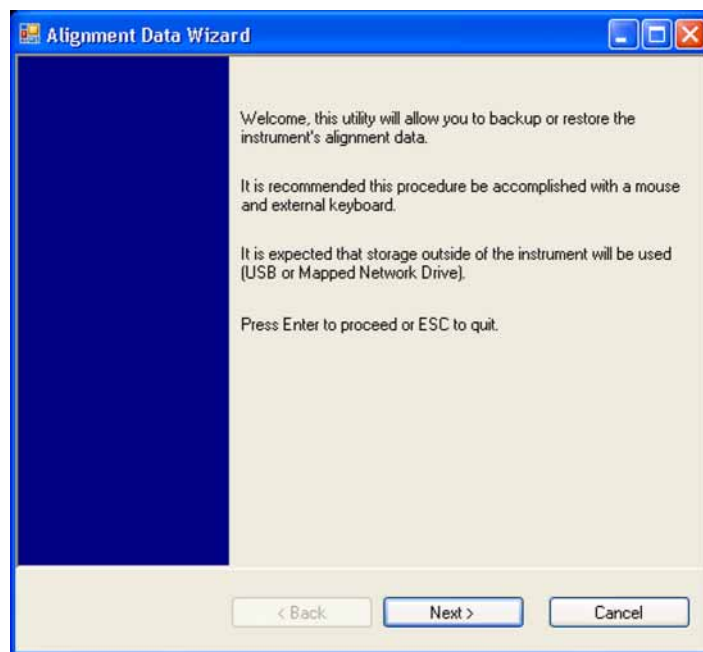 Alignment Data Wizard
Welcome, this utility will allow you to backup or restore the
instrument's alignment data.
It is recommended this procedure be accomplished with a mouse
and external keyboard.
It is expected that storage outside of the instrument will be used
(USB or Mapped Network Drive).
Press Enter to proceed or ESC to quit.
< Back
Next >
Cancel